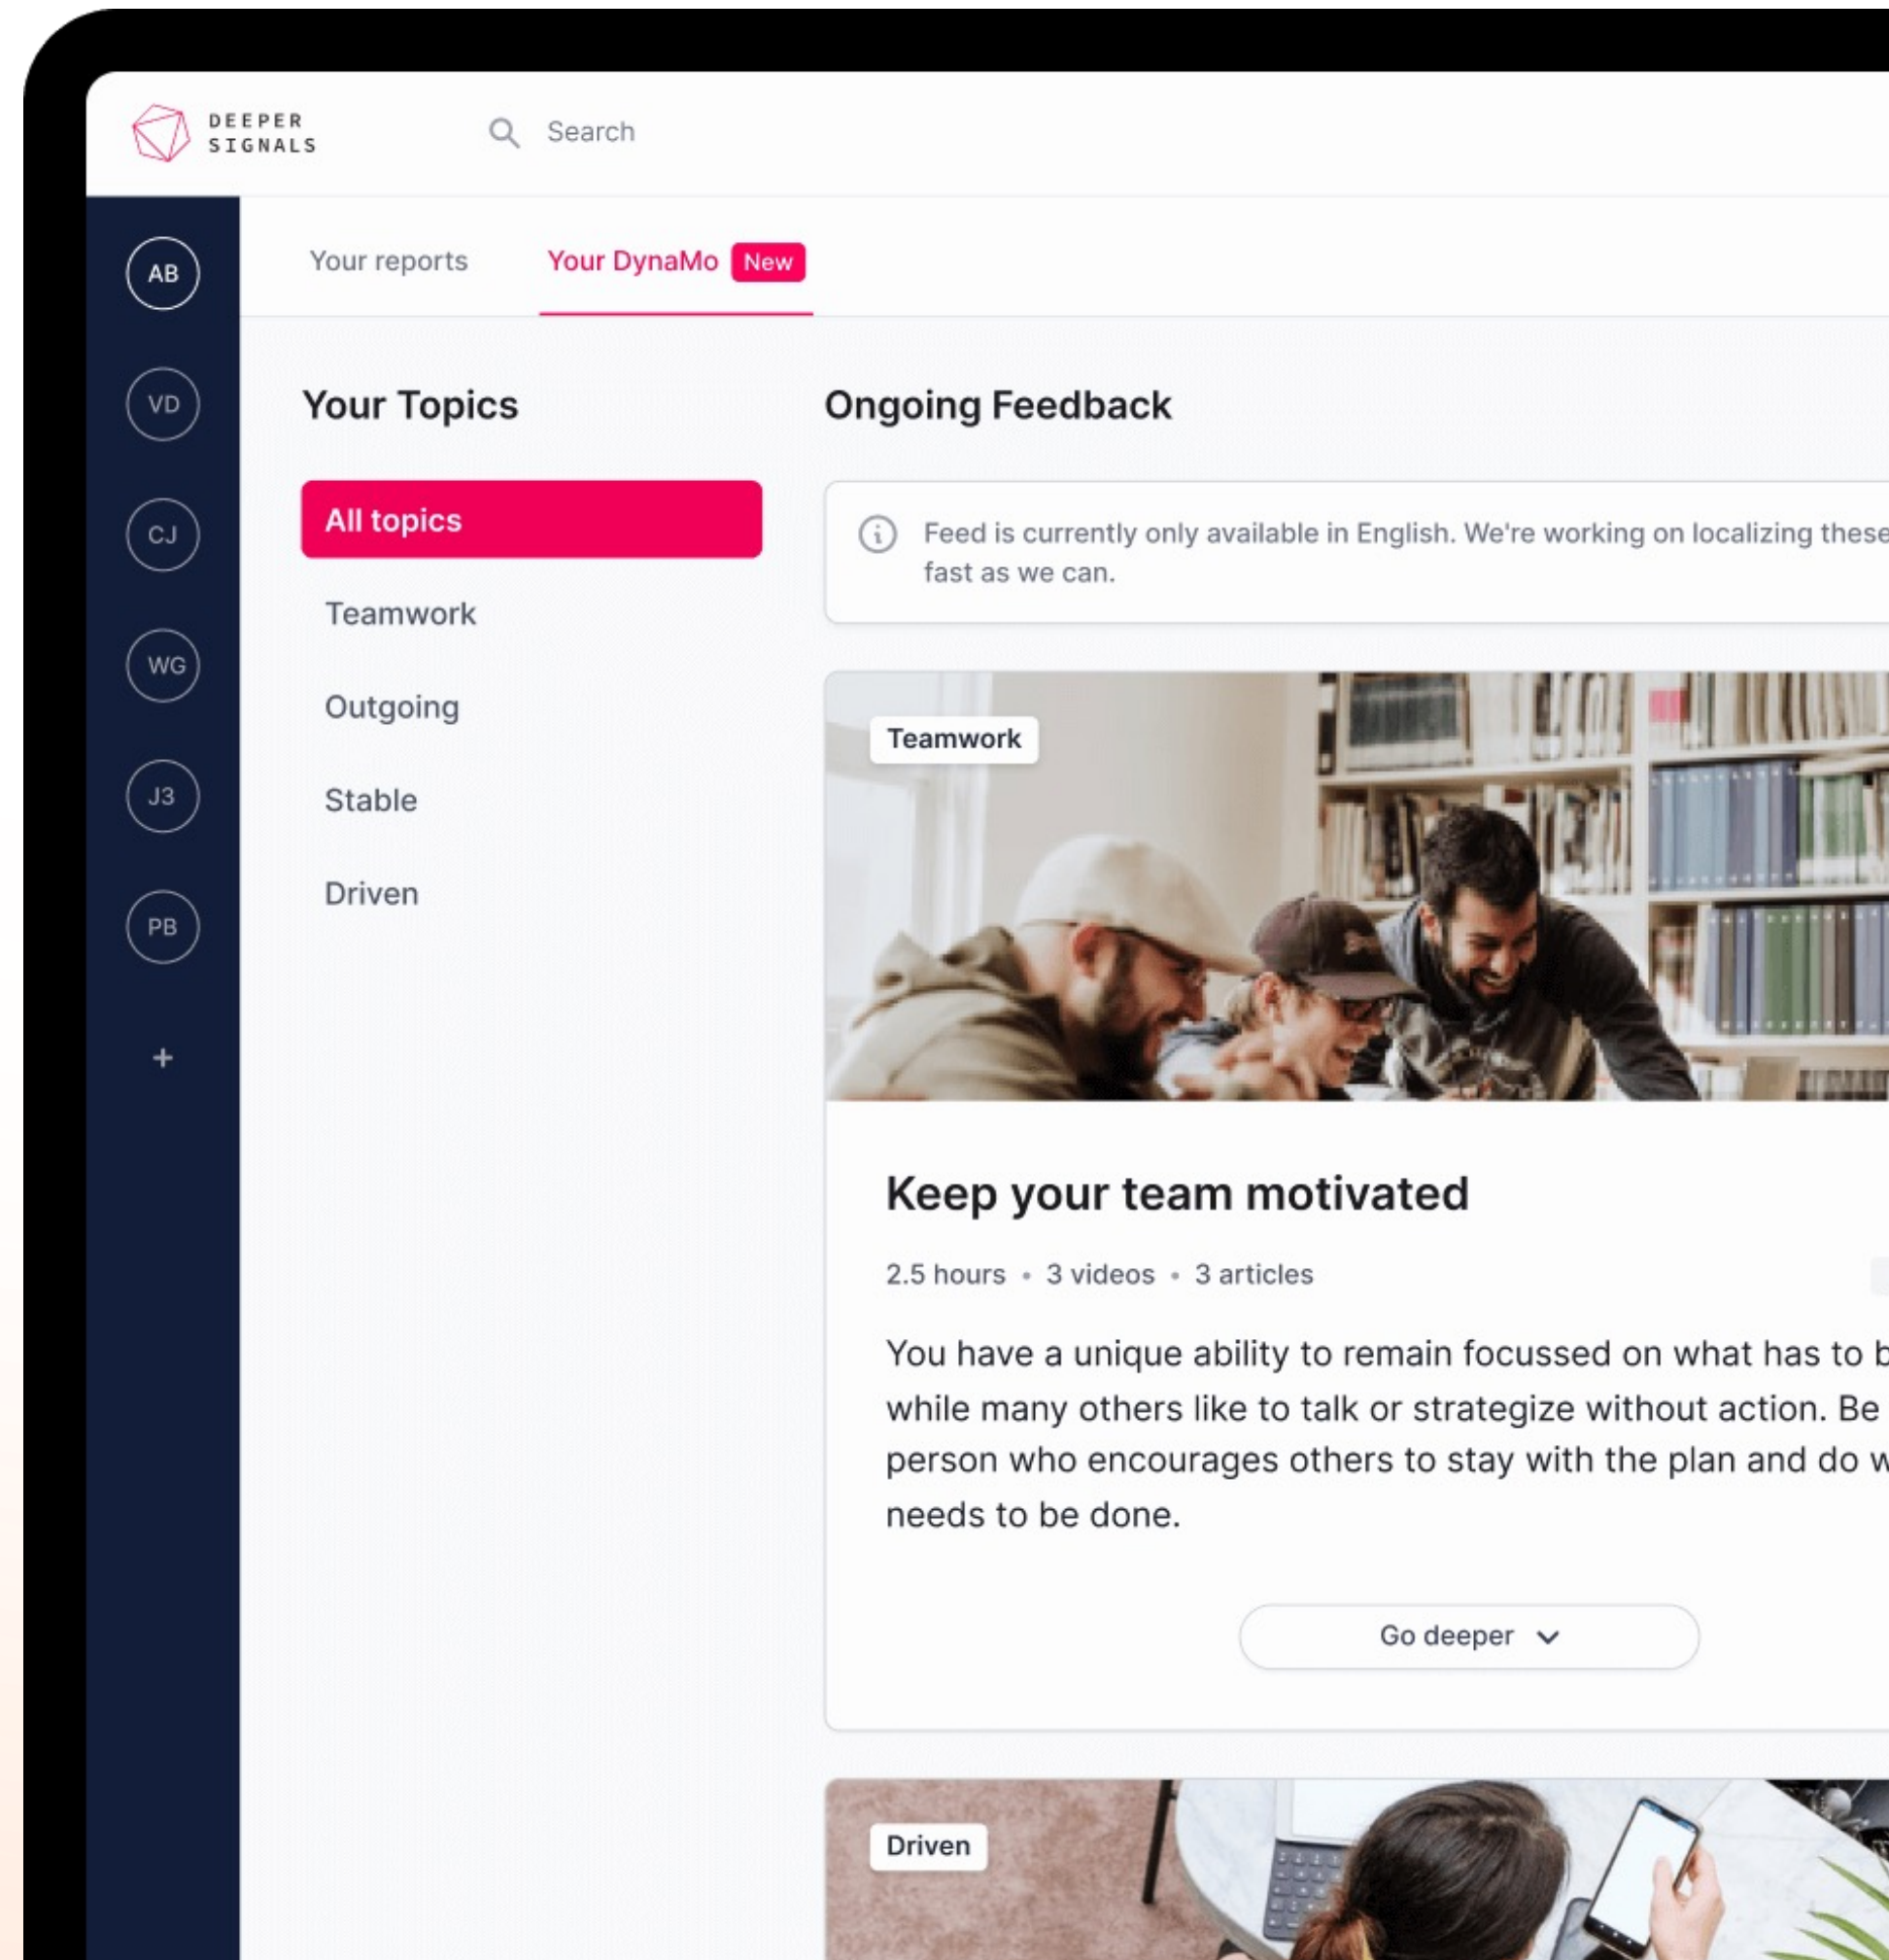 DEEPER
SIGNALS
Search
AB
VD
CJ
WG
J3
PB
+
Your reports
Your DynaMo New
Your Topics
All topics
Teamwork
Outgoing
Stable
Driven
Ongoing Feedback
Feed is currently only available in English. We're working on localizing these
fast as we can.
Teamwork
Keep your team motivated
2.5 hours • 3 videos • 3 articles
You have a unique ability to remain focussed on what has to
while many others like to talk or strategize without action. Be
person who encourages others to stay with the plan and do
needs to be done.
Go deeper
Driven